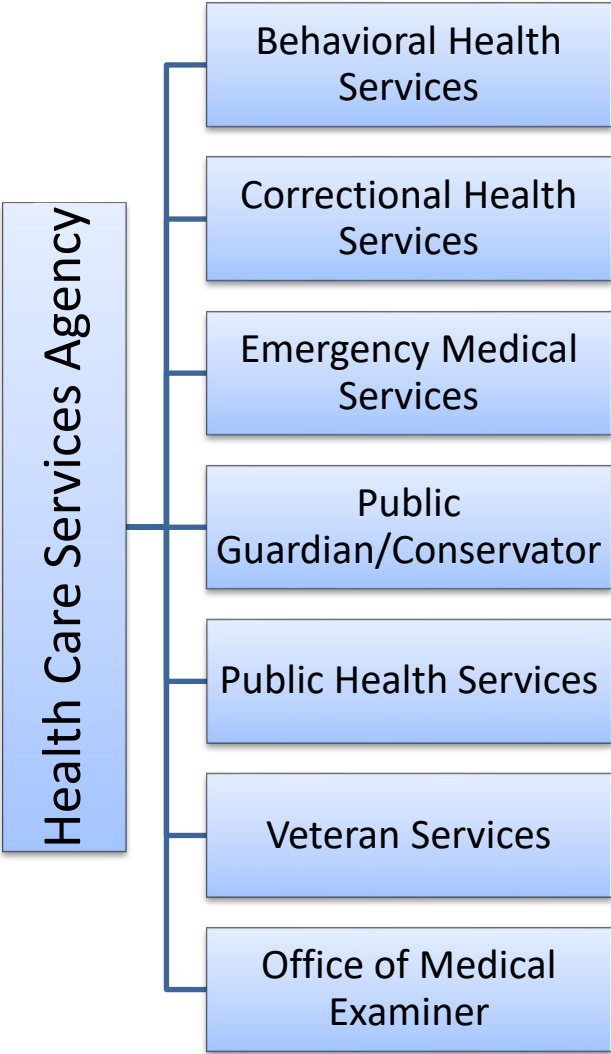 Health Care Services Agency
Behavioral Health
Services
Correctional Health
Services
Emergency Medical
Services
Public
Guardian/Conservator
Public Health Services
Veteran Services
Office of Medical
Examiner